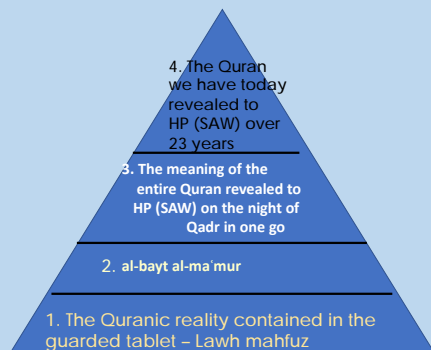 4. The Quran
we have today
revealed to
HP (SAW) over
23 years
3. The meaning of the
entire Quran revealed to
HP (SAW) on the night of
Qadr in one go
2. al-bayt al-ma'mur
1. The Quranic reality contained in the
guarded tablet – Lawh mahfuz